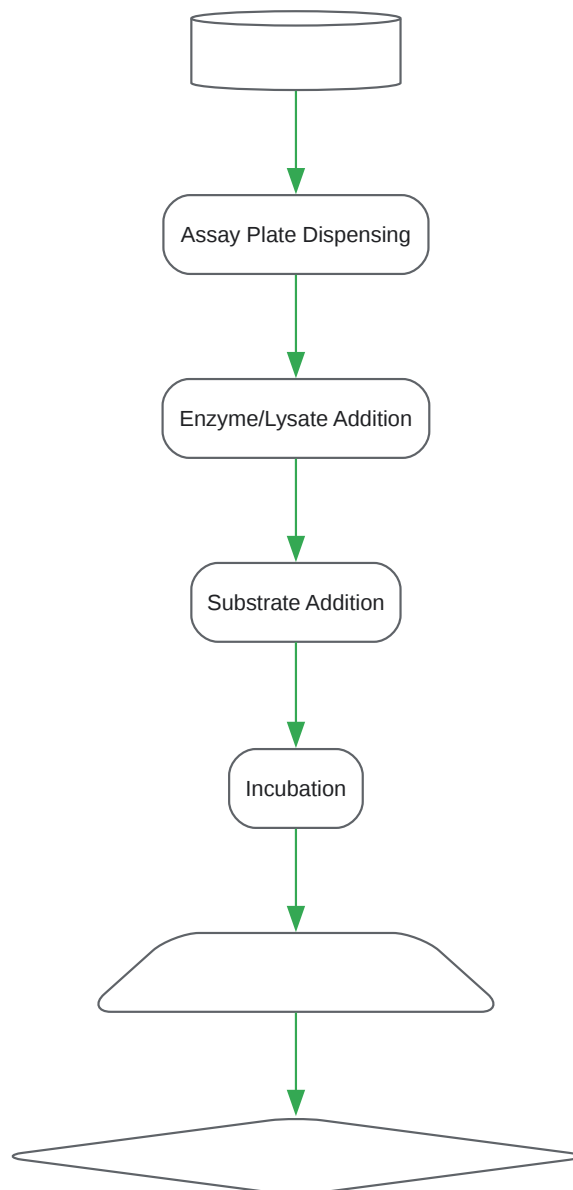 Assay Plate Dispensing
Enzyme/Lysate Addition
Substrate Addition
Incubation